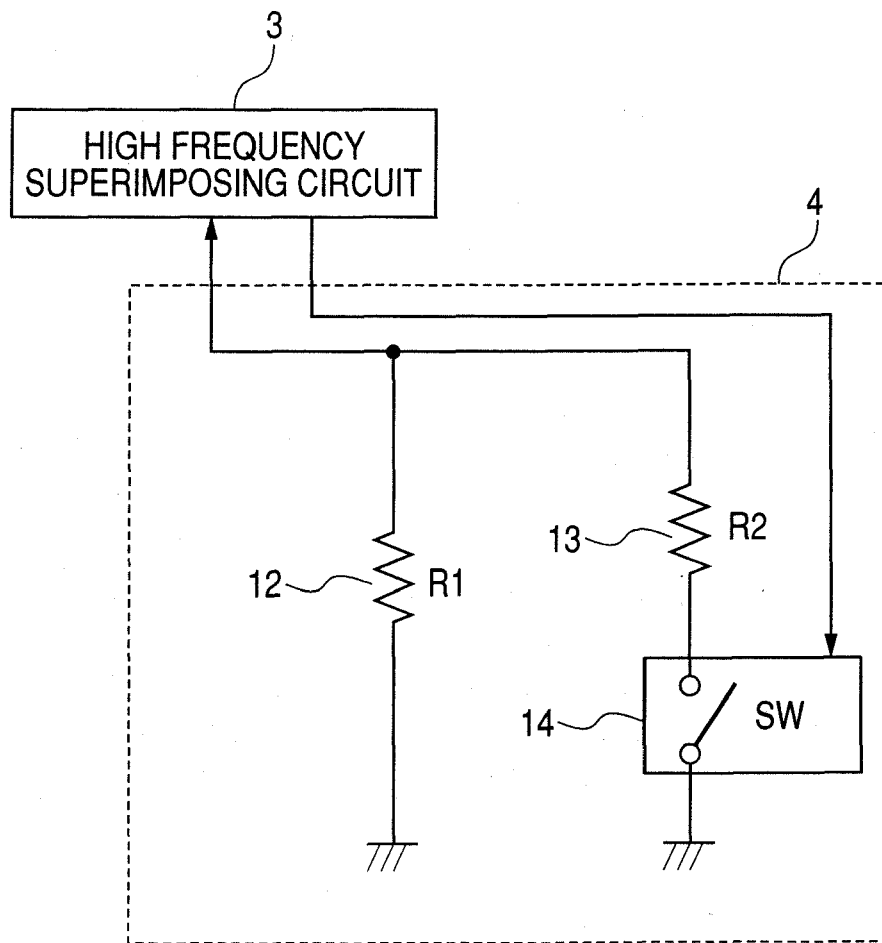 3
HIGH FREQUENCY
SUPERIMPOSING CIRCUIT
4
13
R2
12
R1
14
SW